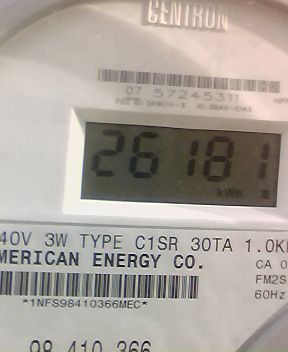 CENTRON
07 57245311
26181
kWh
40V 3W TYPE C1SR 30TA 1.0K
MERICAN ENERGY CO.
CA 0
FM2S
60Hz
*1NFS98410366MEC*
98 410 366